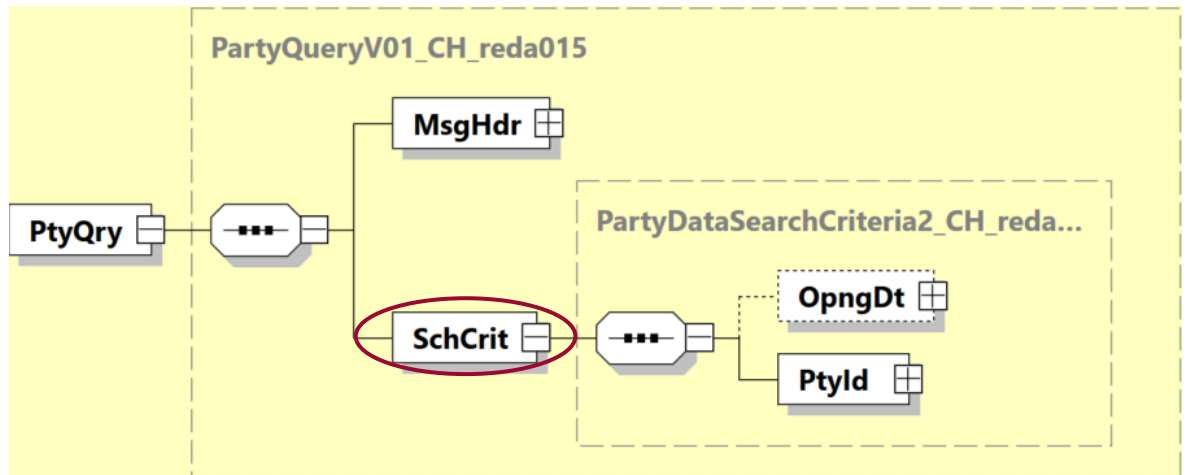 PartyQueryV01_CH_reda015
MsgHdr
PartyDataSearchCriteria2_CH_reda...
PtyQry
OpngDt
SchCrit
PtyId